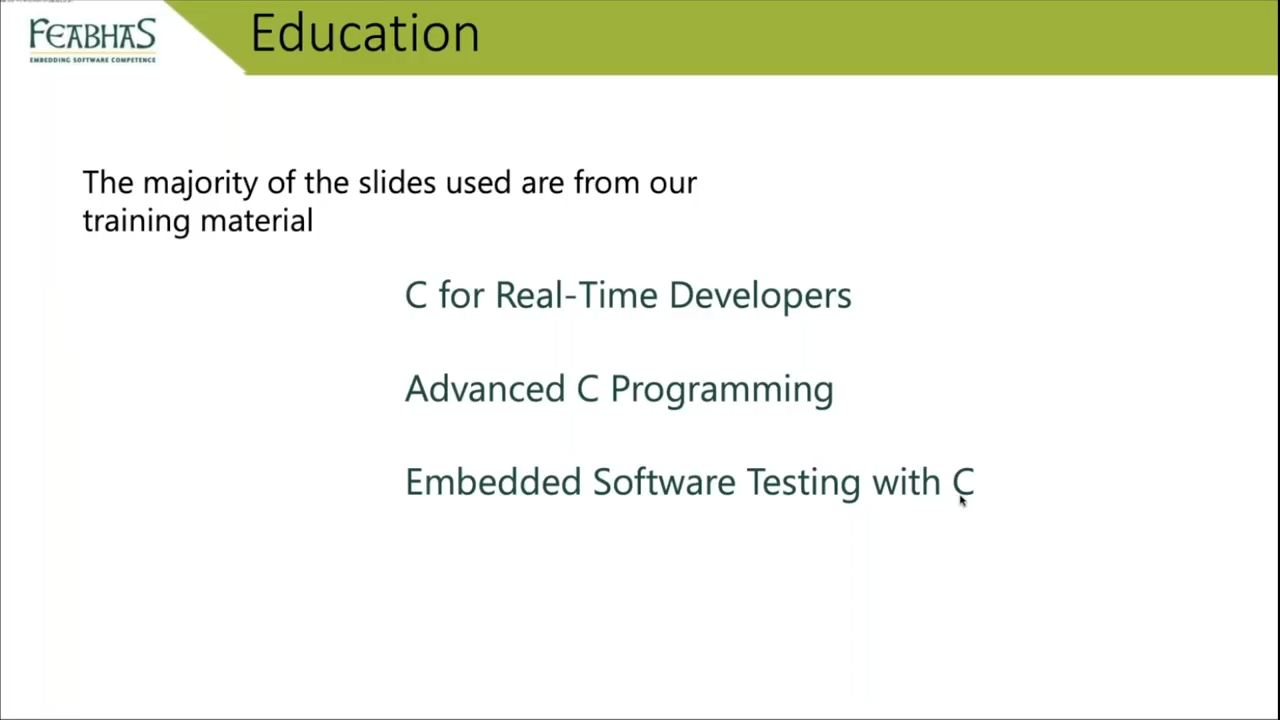 FEABHAS
EMBEDDING SOFTWARE COMPETENCE
Education
The majority of the slides used are from our
training material
C for Real-Time Developers
Advanced C Programming
Embedded Software Testing with C